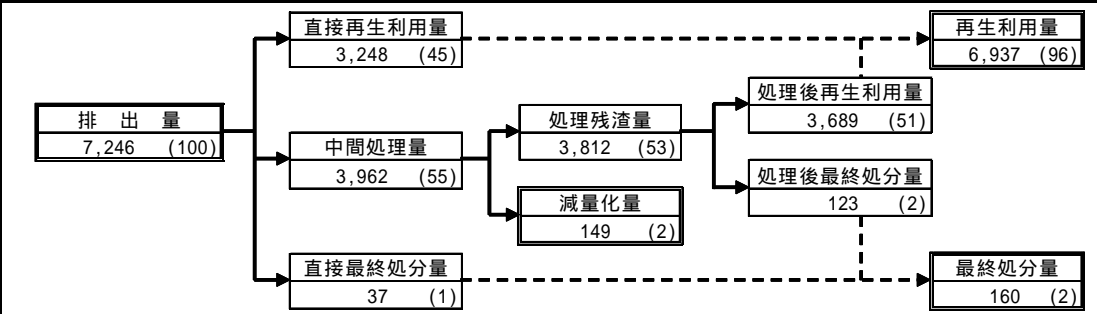 直接再生利用量
3,248 (45)
再生利用量
6,937 (96)
排出量
7,246 (100)
中間処理量
3,962 (55)
処理残渣量
3,812 (53)
処理後再生利用量
3,689 (51)
処理後最終処分量
123 (2)
減量化量
149 (2)
直接最終処分量
37 (1)
最終処分量
160 (2)